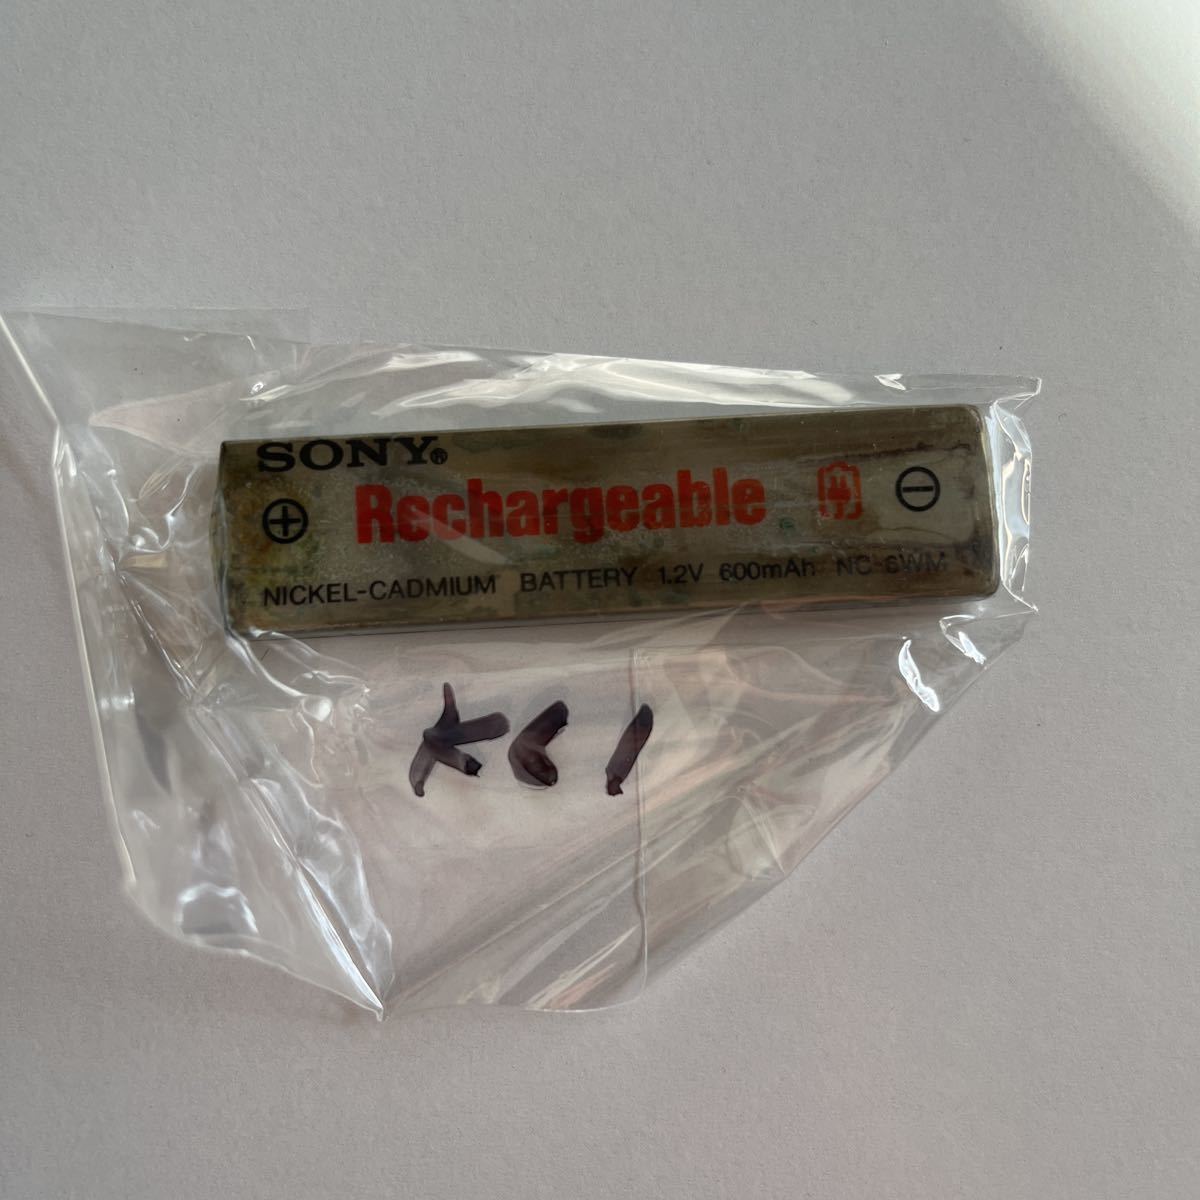 SONY®
⊕ Rechargeable ⊖
NICKEL-CADMIUM BATTERY 1.2V 600mAh NC-6WM